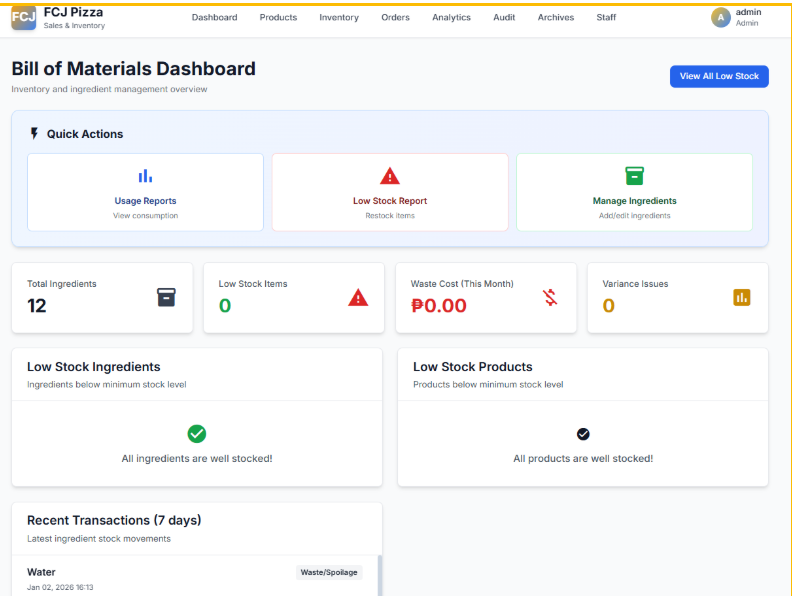 FCJ
FCJ Pizza
Sales & Inventory
Dashboard Products Inventory Orders Analytics Audit Archives Staff
A
admin
Admin
Bill of Materials Dashboard
Inventory and ingredient management overview
View All Low Stock
Quick Actions
Usage Reports
View consumption
Low Stock Report
Restock items
Manage Ingredients
Add/edit ingredients
Total Ingredients
12
Low Stock Items
0
Waste Cost (This Month)
₱0.00
Variance Issues
0
Low Stock Ingredients
Ingredients below minimum stock level
All ingredients are well stocked!
Low Stock Products
Products below minimum stock level
All products are well stocked!
Recent Transactions (7 days)
Latest ingredient stock movements
Water
Waste/Spoilage
Jan 02, 2026 16:13